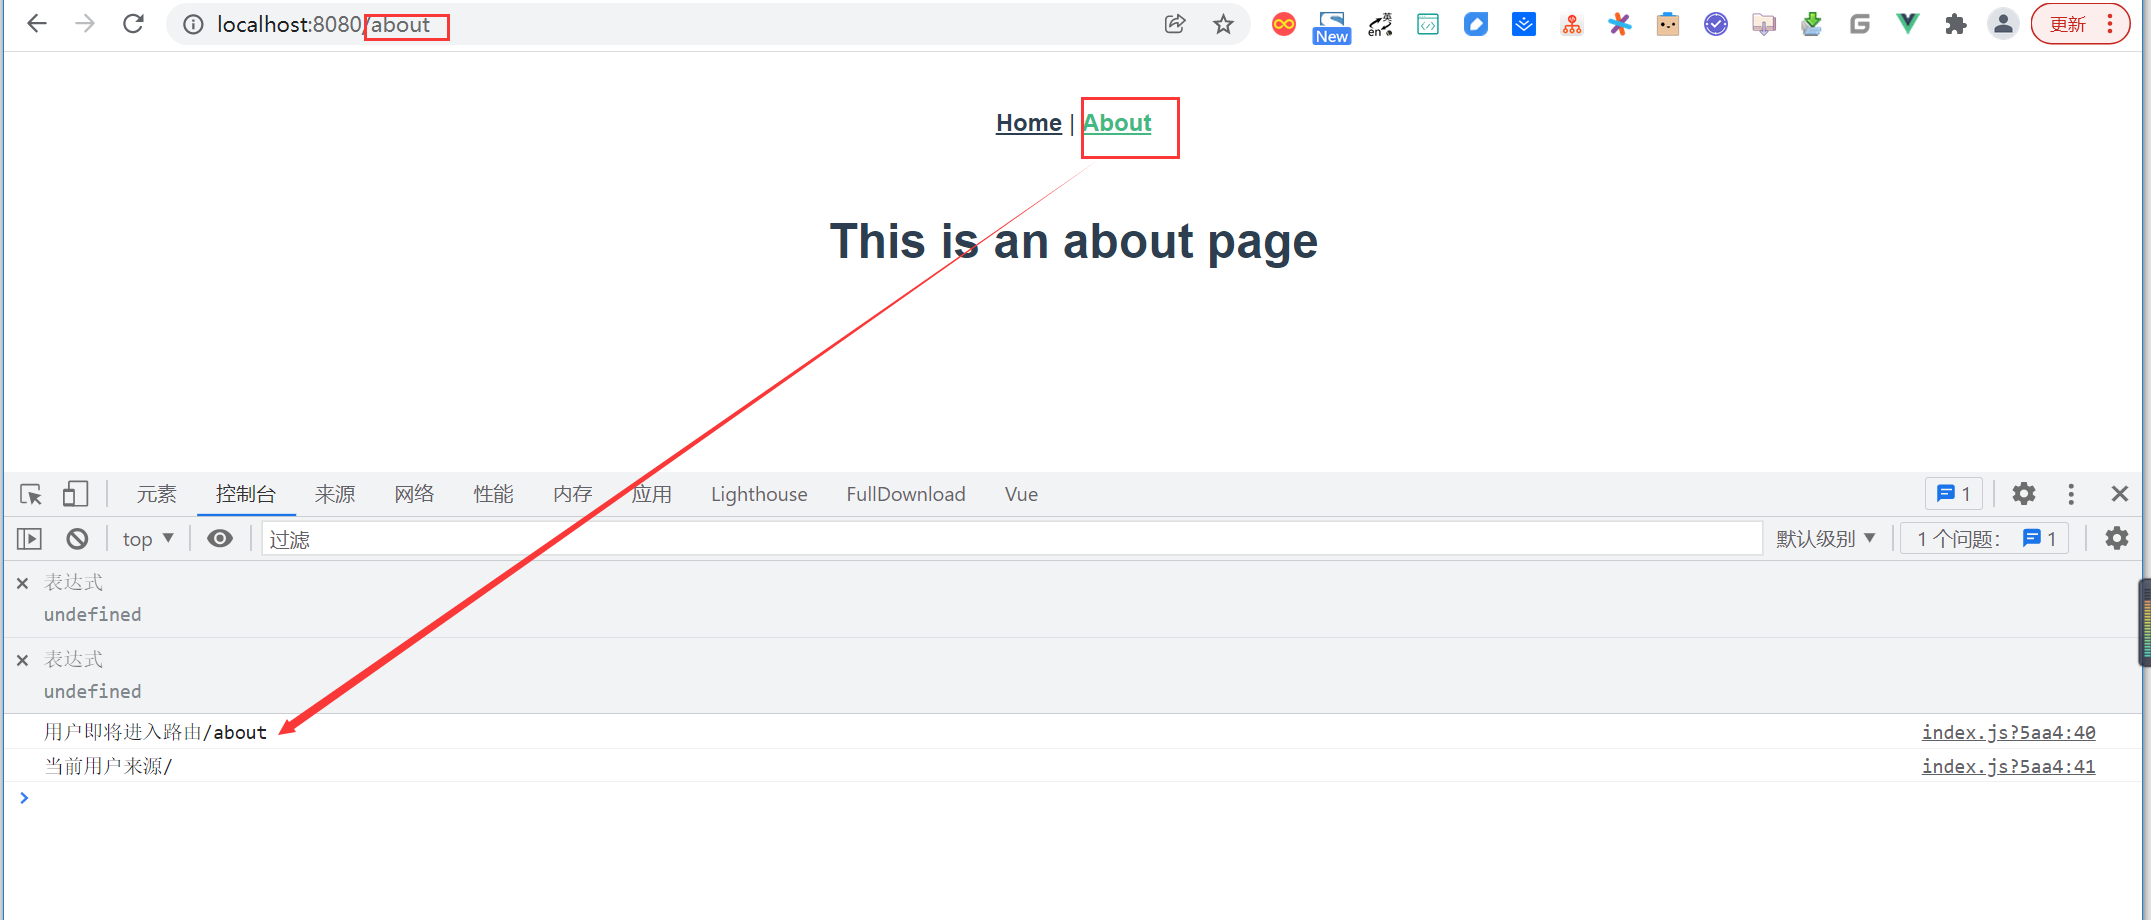 localhost:8080/about
New
英
en
更新
Home | About
This is an about page
元素 控制台 来源 网络 性能 内存 应用 Lighthouse FullDownload Vue 1
top 过滤 默认级别 1 个问题： 1
表达式
undefined
表达式
undefined
用户即将进入路由/about index.js?5aa4:40
当前用户来源/ index.js?5aa4:41